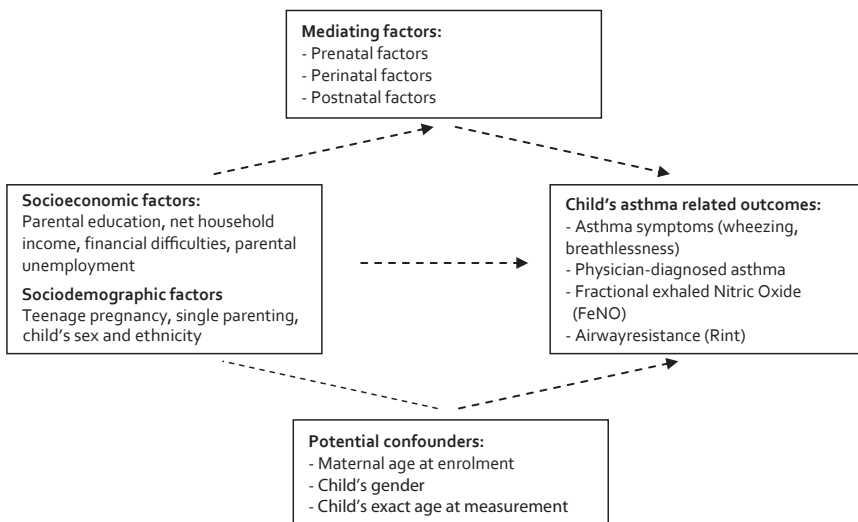 Mediating factors:
- Prenatal factors
- Perinatal factors
- Postnatal factors
Socioeconomic factors:
Parental education, net household
income, financial difficulties, parental
unemployment
Sociodemographic factors
Teenage pregnancy, single parenting,
child's sex and ethnicity
Child's asthma related outcomes:
- Asthma symptoms (wheezing,
breathlessness)
- Physician-diagnosed asthma
- Fractional exhaled Nitric Oxide
(FeNO)
- Airwayresistance (Rint)
Potential confounders:
- Maternal age at enrolment
- Child's gender
- Child's exact age at measurement